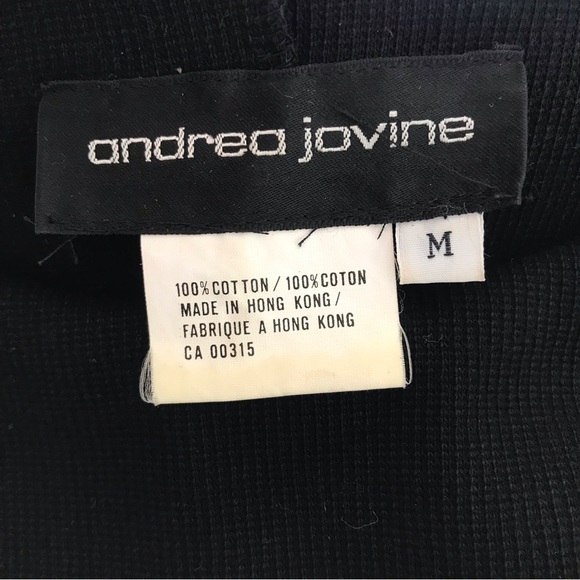 andrea jovine
M
100% COTTON / 100% COTON
MADE IN HONG KONG /
FABRIQUE A HONG KONG
CA 00315